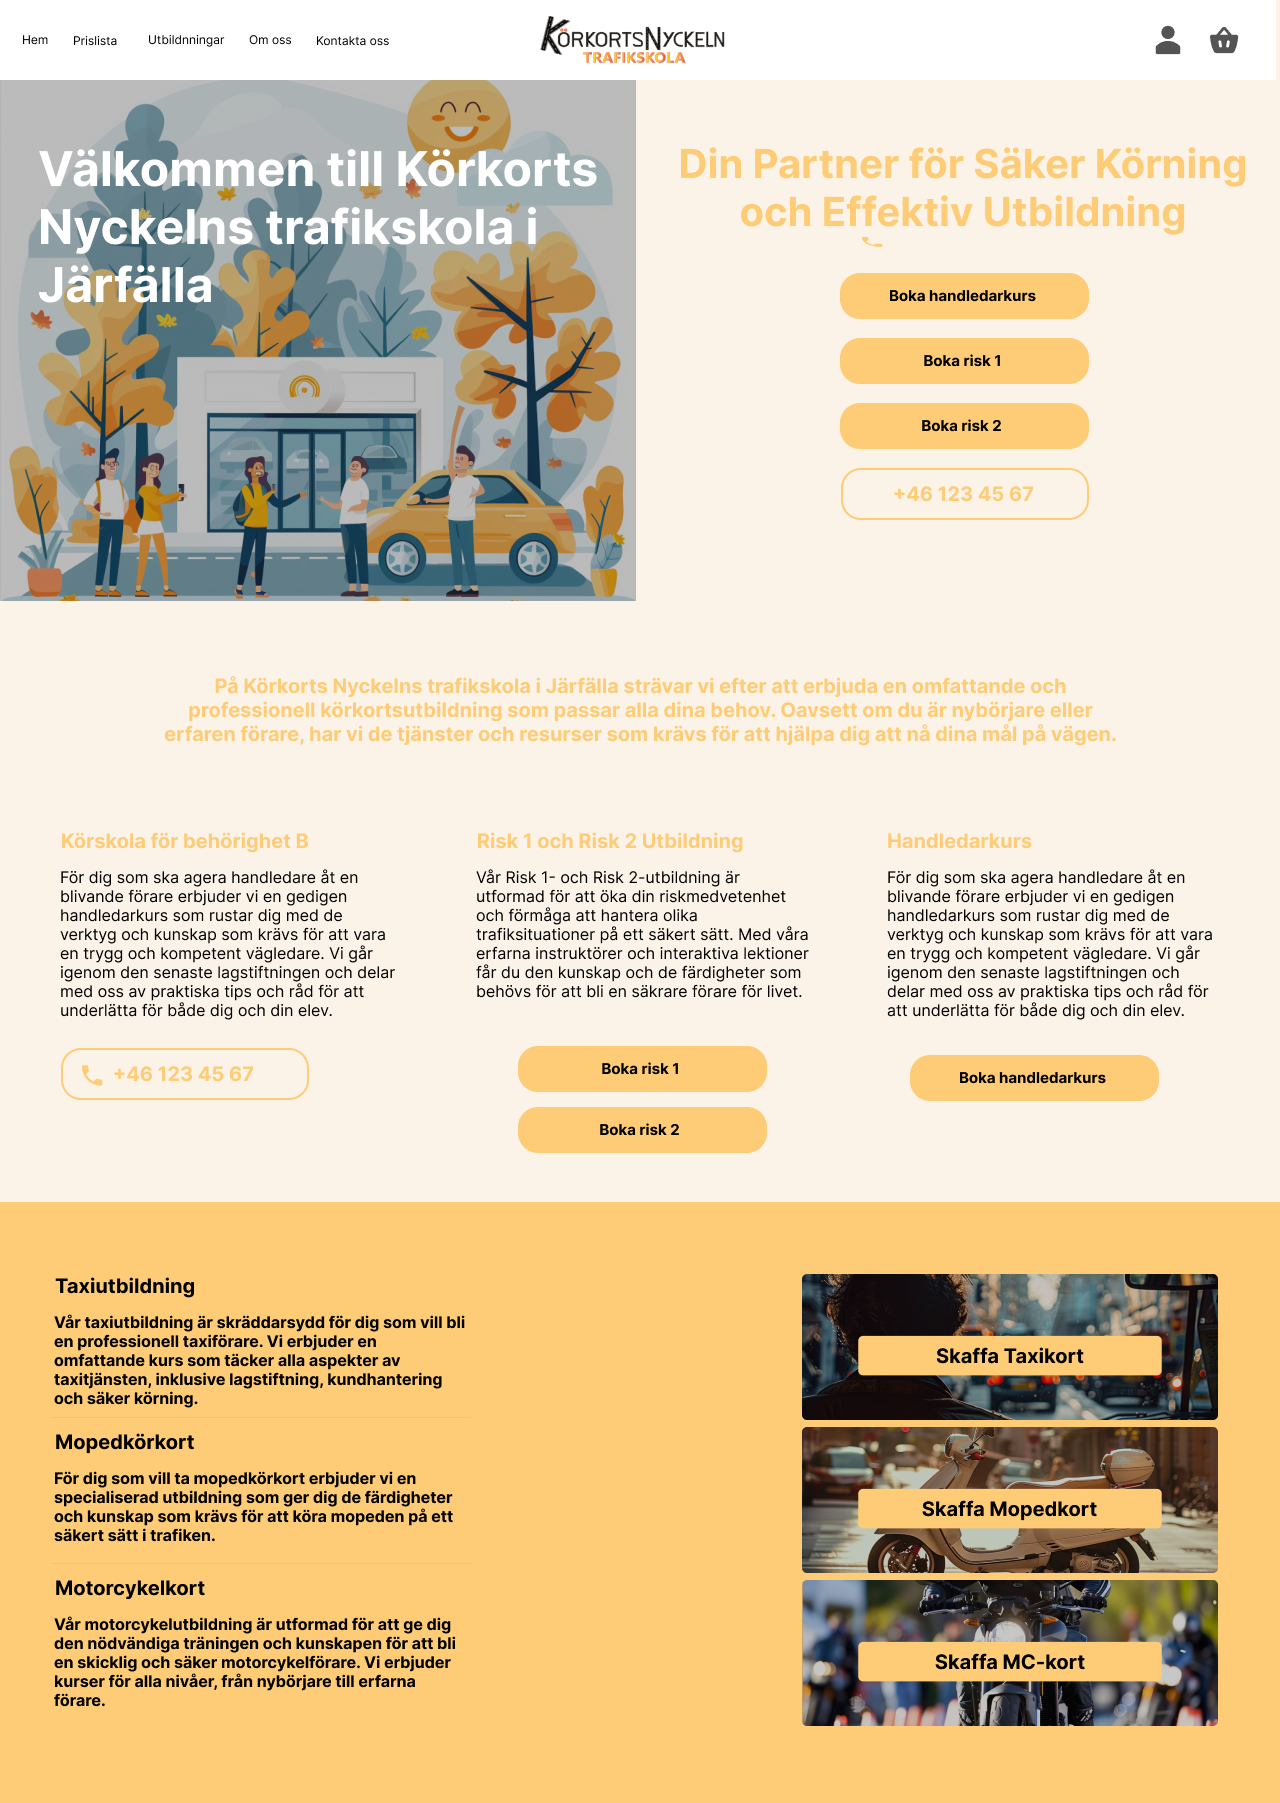 Hem
Prislista
Utbildnningar
Om oss
Kontakta oss
KÖRKORTSNYCKELN
TRAFIKSKOLA
Välkommen till Körkorts
Nyckelns trafikskola i
Järfälla
Din Partner för Säker Körning
och Effektiv Utbildning
Boka handledarkurs
Boka risk 1
Boka risk 2
+46 123 45 67
På Körkorts Nyckelns trafikskola i Järfälla strävar vi efter att erbjuda en omfattande och
professionell körkortsutbildning som passar alla dina behov. Oavsett om du är nybörjare eller
erfaren förare, har vi de tjänster och resurser som krävs för att hjälpa dig att nå dina mål på vägen.
Körskola för behörighet B
För dig som ska agera handledare åt en
blivande förare erbjuder vi en gedigen
handledarkurs som rustar dig med de
verktyg och kunskap som krävs för att vara
en trygg och kompetent vägledare. Vi går
igenom den senaste lagstiftningen och delar
med oss av praktiska tips och råd för att
underlätta för både dig och din elev.
+46 123 45 67
Risk 1 och Risk 2 Utbildning
Vår Risk 1- och Risk 2-utbildning är
utformad för att öka din riskmedvetenhet
och förmåga att hantera olika
trafiksituationer på ett säkert sätt. Med våra
erfarna instruktörer och interaktiva lektioner
får du den kunskap och de färdigheter som
behövs för att bli en säkrare förare för livet.
Boka risk 1
Boka risk 2
Handledarkurs
För dig som ska agera handledare åt en
blivande förare erbjuder vi en gedigen
handledarkurs som rustar dig med de
verktyg och kunskap som krävs för att vara
en trygg och kompetent vägledare. Vi går
igenom den senaste lagstiftningen och
delar med oss av praktiska tips och råd för
att underlätta för både dig och din elev.
Boka handledarkurs
Taxiutbildning
Vår taxiutbildning är skräddarsydd för dig som vill bli
en professionell taxiförare. Vi erbjuder en
omfattande kurs som täcker alla aspekter av
taxitjänsten, inklusive lagstiftning, kundhantering
och säker körning.
Mopedkörkort
För dig som vill ta mopedkörkort erbjuder vi en
specialiserad utbildning som ger dig de färdigheter
och kunskap som krävs för att köra mopeden på ett
säkert sätt i trafiken.
Motorcykelkort
Vår motorcykelutbildning är utformad för att ge dig
den nödvändiga träningen och kunskapen för att bli
en skicklig och säker motorcykelförare. Vi erbjuder
kurser för alla nivåer, från nybörjare till erfarna
förare.
Skaffa Taxikort
Skaffa Mopedkort
Skaffa MC-kort